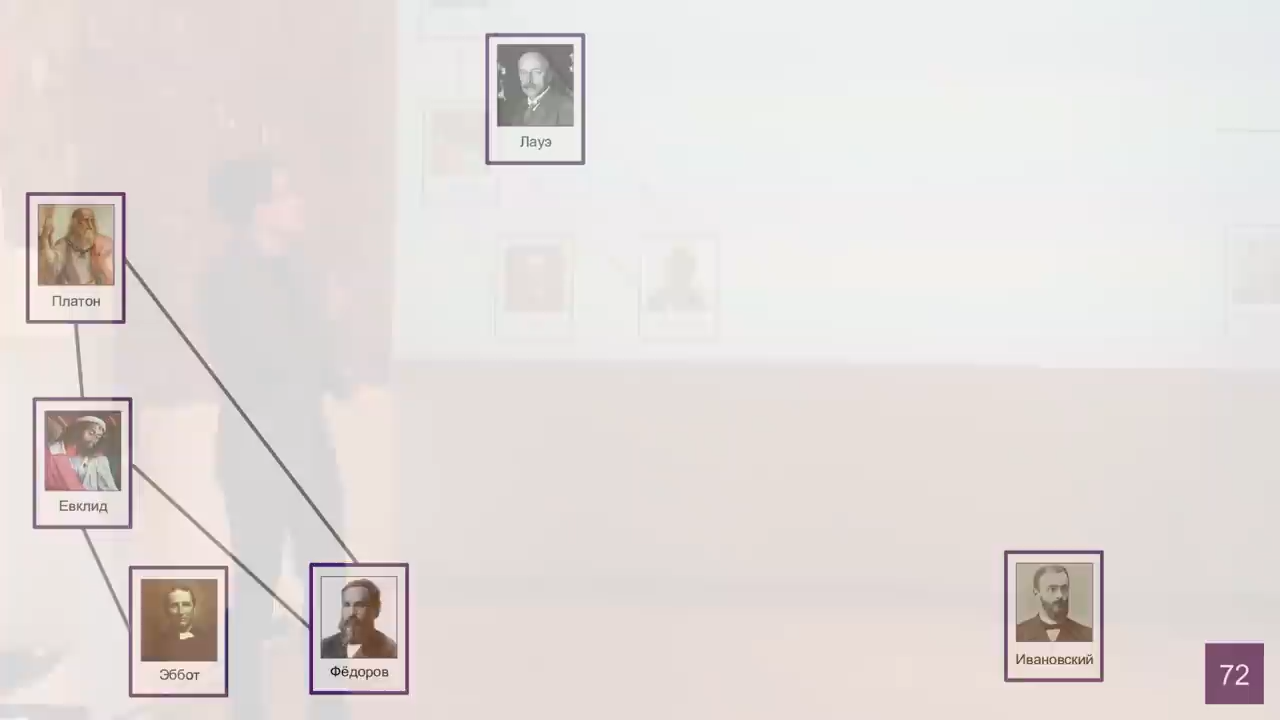 Лауэ
Платон
Евклид
Эббот
Фёдоров
Ивановский
72